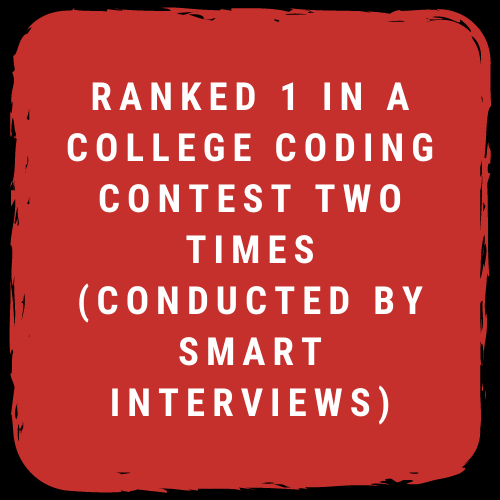 RANKED 1 IN A
COLLEGE CODING
CONTEST TWO
TIMES
(CONDUCTED BY
SMART
INTERVIEWS)